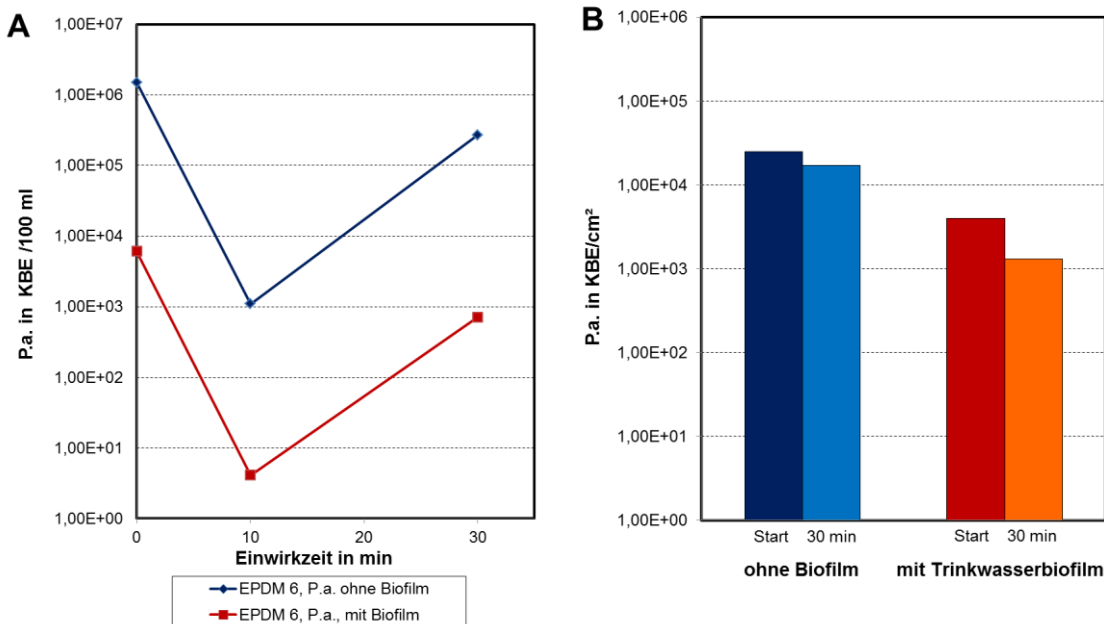 A
P.a. in KBE /100 ml
1,00E+07
1,00E+06
1,00E+05
1,00E+04
1,00E+03
1,00E+02
1,00E+01
1,00E+00
0 10 20 30
Einwirkzeit in min
EPDM 6, P.a. ohne Biofilm
EPDM 6, P.a., mit Biofilm
B
P.a. in KBE/cm²
1,00E+06
1,00E+05
1,00E+04
1,00E+03
1,00E+02
1,00E+01
1,00E+00
Start 30 min Start 30 min
ohne Biofilm mit Trinkwasserbiofilm